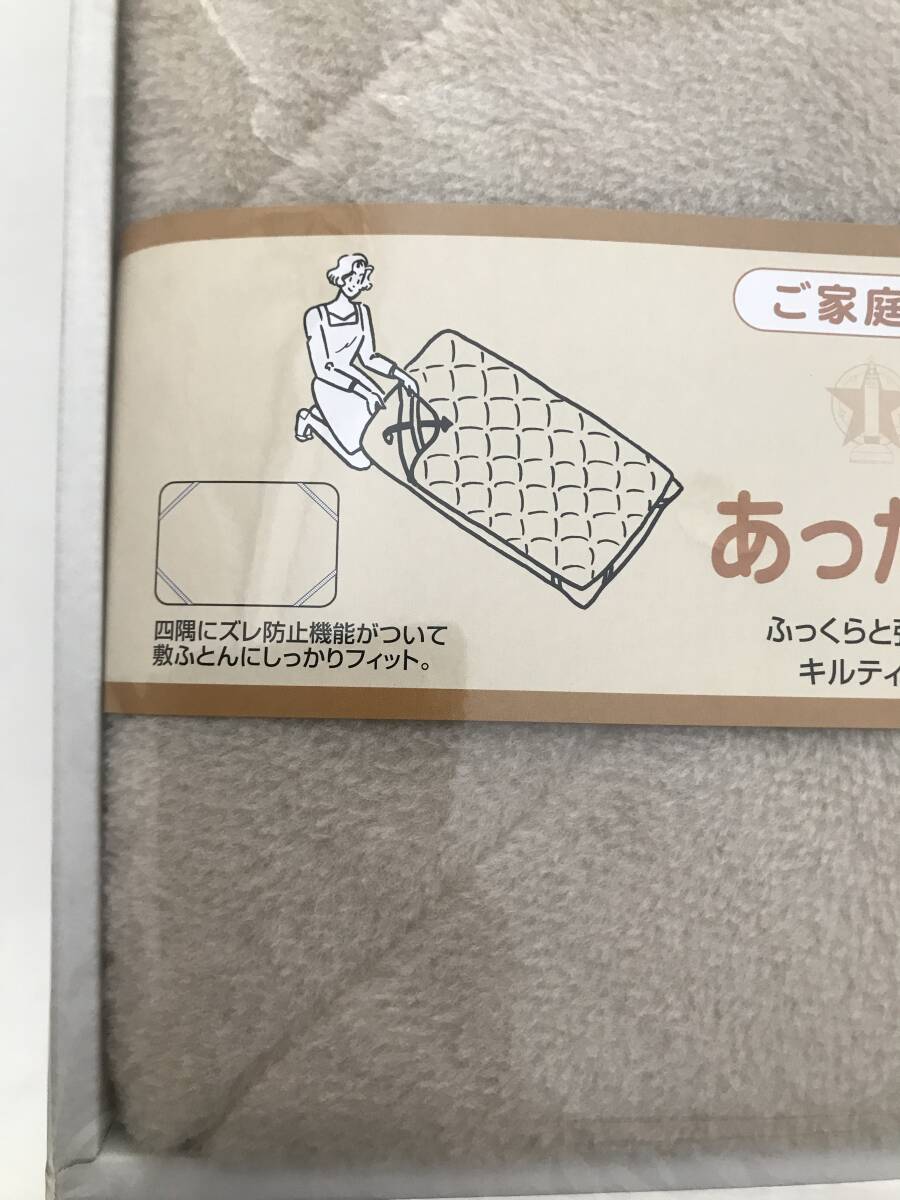 ご家庭
あった
四隅にズレ防止機能がついて
敷ふとんにしっかりフィット。
ふっくらと
キルティ